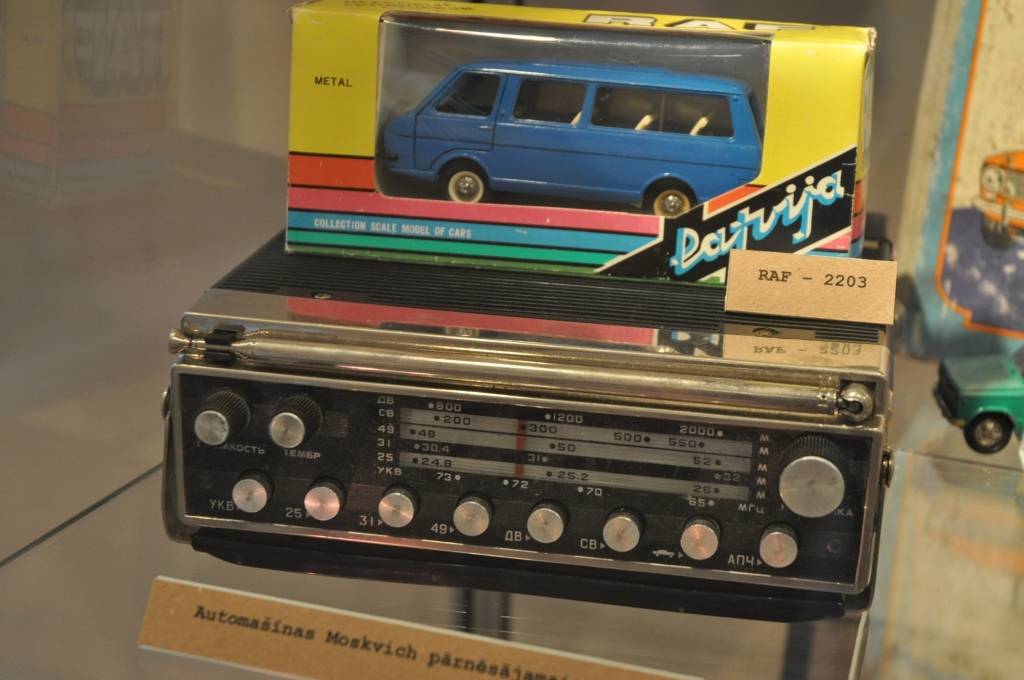 RAF
METAL
COLLECTION SCALE MODEL OF CARS
Latvija
RAF - 2203
ДВ 800 1200 2000 М
СВ 200 300 500 550 М
49 48 50 52 М
31 30.4 31 32 М
25 24.8 25.2 26 М
УКВ 73 72 70 65 МГЦ
ТЕМБР
УКВ 25 31 49 ДВ СВ АПЧ
Automašīnas Moskvich